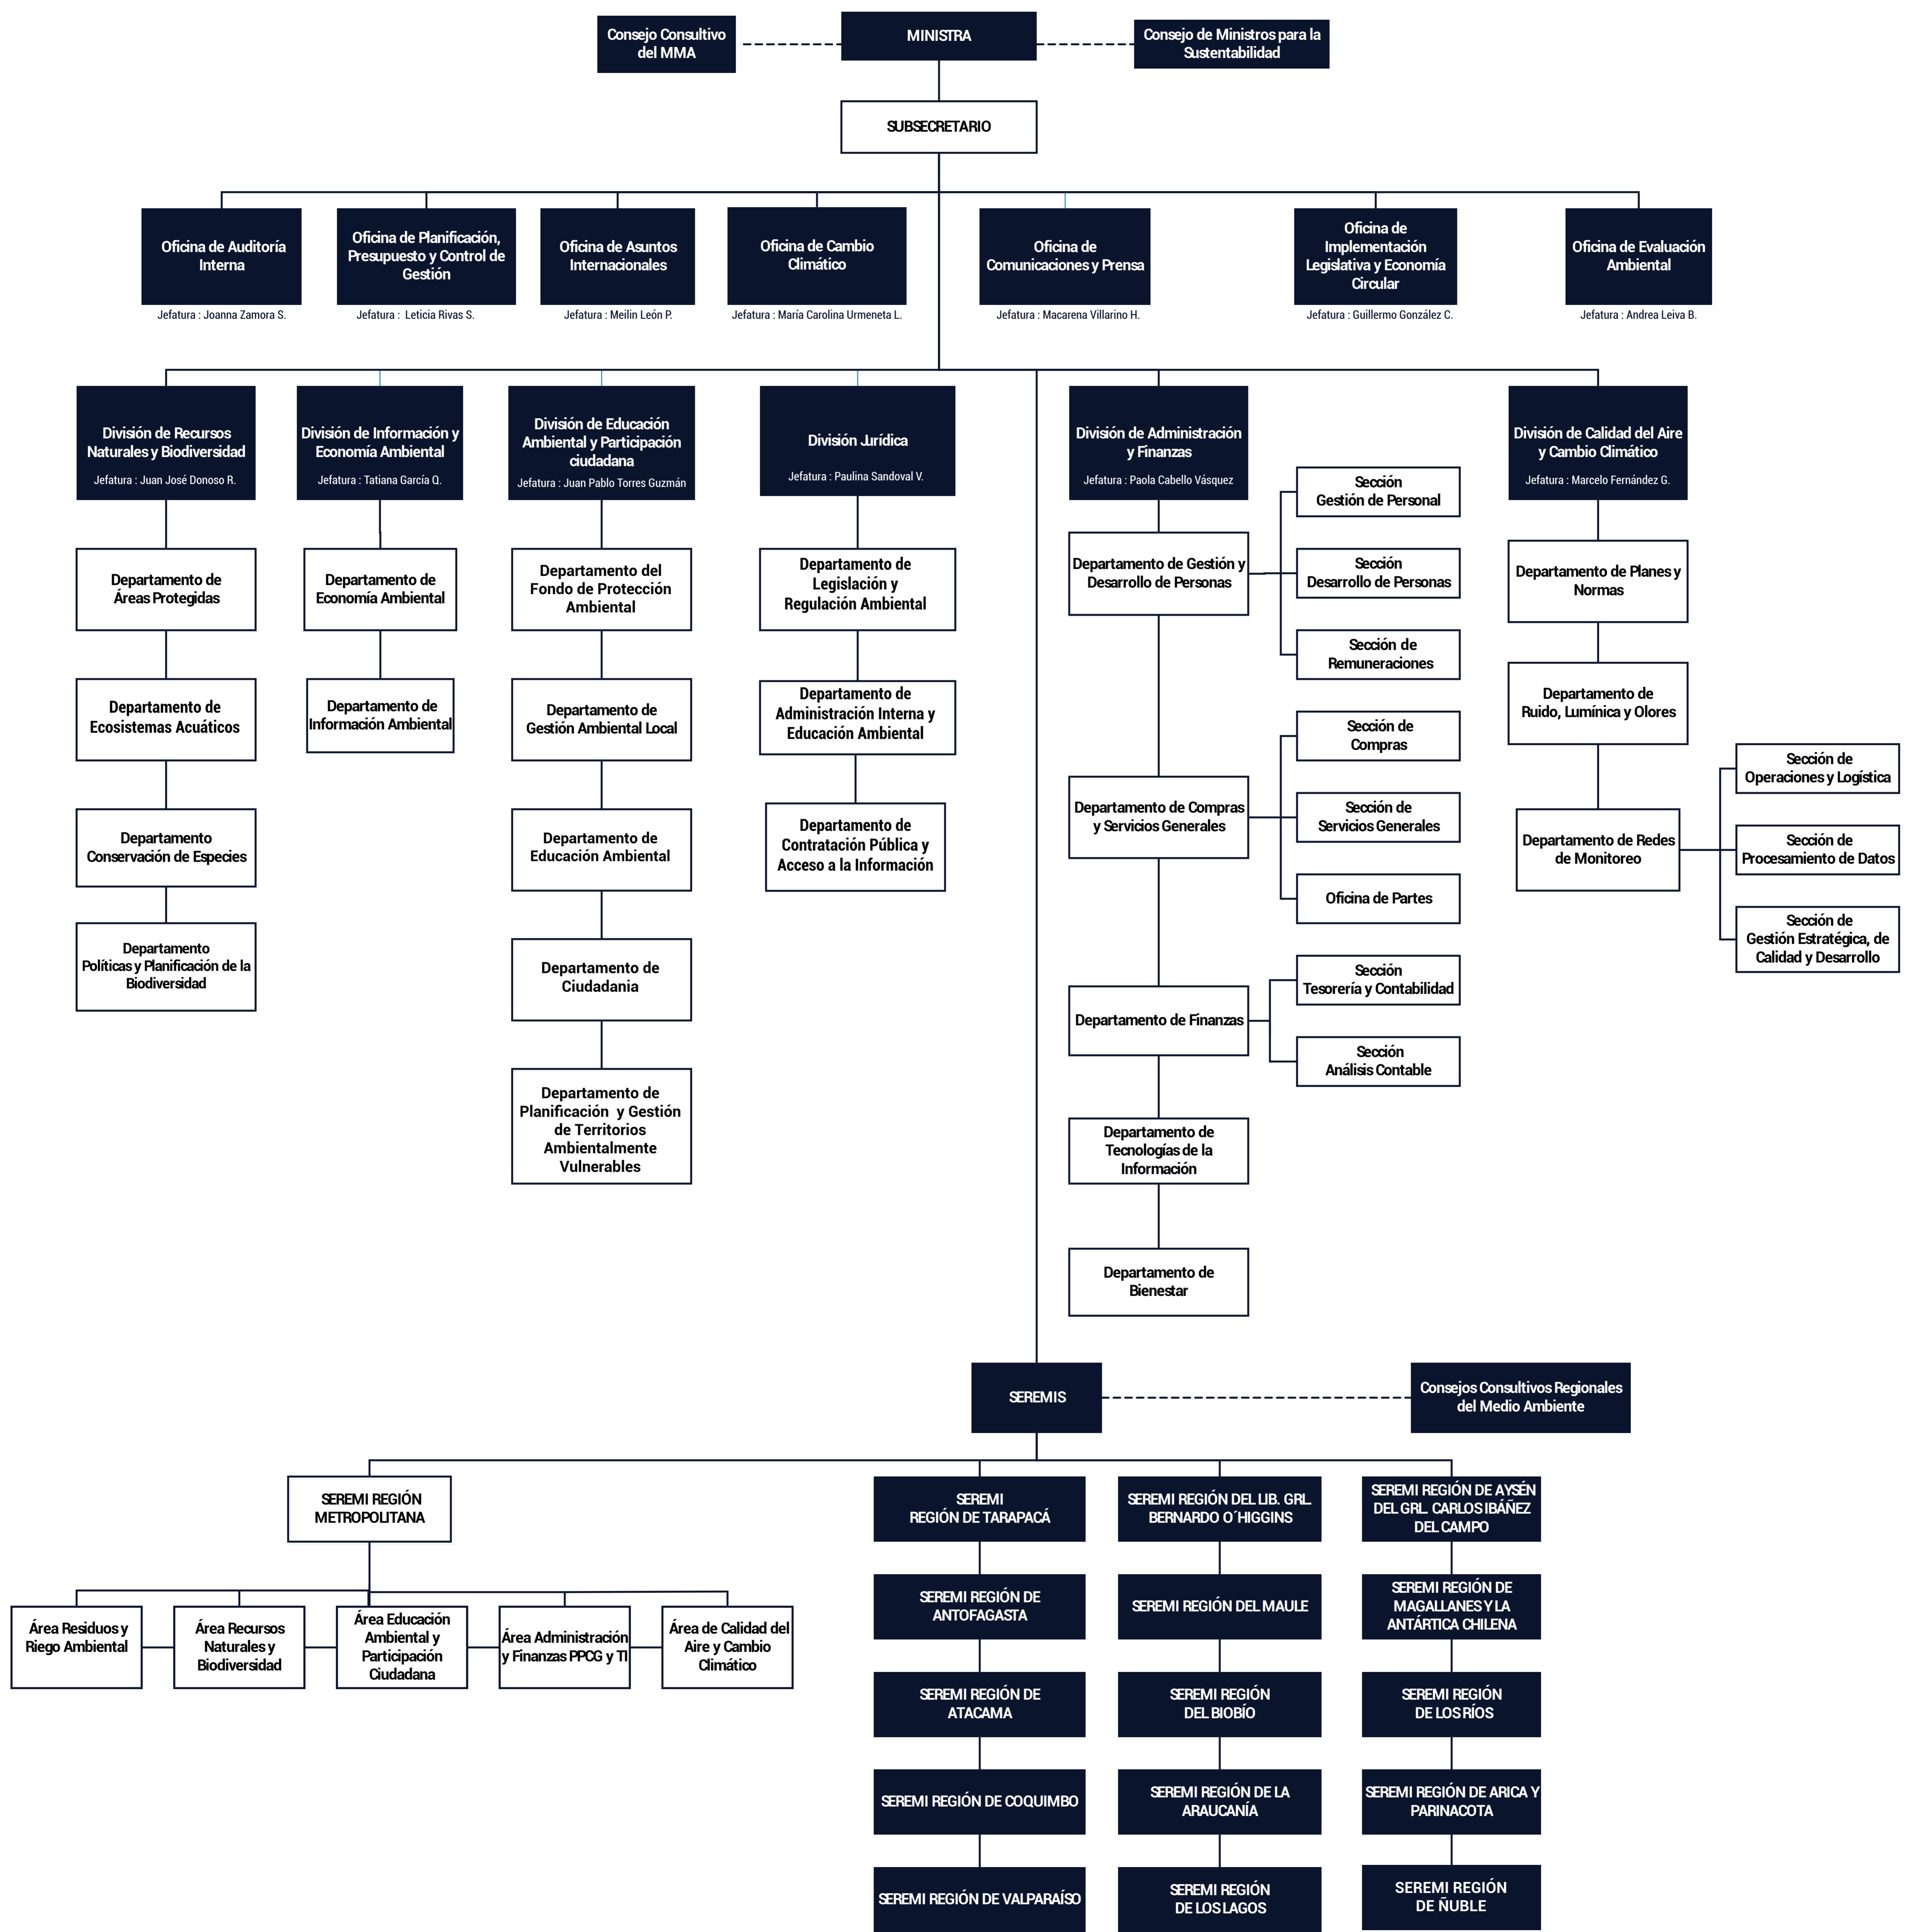 Consejo Consultivo
del MMA
MINISTRA
Consejo de Ministros para la
Sustentabilidad
SUBSECRETARIO
Oficina de Auditoría
Interna
Jefatura : Joanna Zamora S.
Oficina de Planificación,
Presupuesto y Control de
Gestión
Jefatura :  Leticia Rivas S.
Oficina de Asuntos
Internacionales
Jefatura : Meilin León P.
Oficina de Cambio
Climático
Jefatura : María Carolina Urmeneta L.
Oficina de
Comunicaciones y Prensa
Jefatura : Macarena Villarino H.
Oficina de
Implementación
Legislativa y Economía
Circular
Jefatura : Guillermo González C.
Oficina de Evaluación
Ambiental
Jefatura : Andrea Leiva B.
División de Recursos
Naturales y Biodiversidad
Jefatura : Juan José Donoso R.
Departamento de
Áreas Protegidas
Departamento de
Ecosistemas Acuáticos
Departamento
Conservación de Especies
Departamento
Políticas y Planificación de la
Biodiversidad
División de Información y
Economía Ambiental
Jefatura : Tatiana García Q.
Departamento de
Economía Ambiental
Departamento de
Información Ambiental
División de Educación
Ambiental y Participación
ciudadana
Jefatura : Juan Pablo Torres Guzmán
Departamento del
Fondo de Protección
Ambiental
Departamento de
Gestión Ambiental Local
Departamento de
Educación Ambiental
Departamento de
Ciudadania
Departamento de
Planificación  y Gestión
de Territorios
Ambientalmente
Vulnerables
División Jurídica
Jefatura : Paulina Sandoval V.
Departamento de
Legislación y
Regulación Ambiental
Departamento de
Administración Interna y
Educación Ambiental
Departamento de
Contratación Pública y
Acceso a la Información
División de Administración
y Finanzas
Jefatura : Paola Cabello Vásquez
Departamento de Gestión y
Desarrollo de Personas
Sección
Gestión de Personal
Sección
Desarrollo de Personas
Sección de
Remuneraciones
Departamento de Compras
y Servicios Generales
Sección de
Compras
Sección de
Servicios Generales
Oficina de Partes
Departamento de Finanzas
Sección
Tesorería y Contabilidad
Sección
Análisis Contable
Departamento de
Tecnologías de la
Información
Departamento de
Bienestar
División de Calidad del Aire
y Cambio Climático
Jefatura : Marcelo Fernández G.
Departamento de Planes y
Normas
Departamento de
Ruido, Lumínica y Olores
Departamento de Redes
de Monitoreo
Sección de
Operaciones y Logística
Sección de
Procesamiento de Datos
Sección de
Gestión Estratégica, de
Calidad y Desarrollo
SEREMIS
Consejos Consultivos Regionales
del Medio Ambiente
SEREMI REGIÓN
METROPOLITANA
Área Residuos y
Riego Ambiental
Área Recursos
Naturales y
Biodiversidad
Área Educación
Ambiental y
Participación
Ciudadana
Área Administración
y Finanzas PPCG y TI
Área de Calidad del
Aire y Cambio
Climático
SEREMI
REGIÓN DE TARAPACÁ
SEREMI REGIÓN DE
ANTOFAGASTA
SEREMI REGIÓN DE
ATACAMA
SEREMI REGIÓN DE COQUIMBO
SEREMI REGIÓN DE VALPARAÍSO
SEREMI REGIÓN DEL LIB. GRL.
BERNARDO O´HIGGINS
SEREMI REGIÓN DEL MAULE
SEREMI REGIÓN
DEL BIOBÍO
SEREMI REGIÓN DE LA
ARAUCANÍA
SEREMI REGIÓN
DE LOS LAGOS
SEREMI REGIÓN DE AYSÉN
DEL GRL. CARLOS IBÁÑEZ
DEL CAMPO
SEREMI REGIÓN DE
MAGALLANES Y LA
ANTÁRTICA CHILENA
SEREMI REGIÓN
DE LOS RÍOS
SEREMI REGIÓN DE ARICA Y
PARINACOTA
SEREMI REGIÓN
DE ÑUBLE